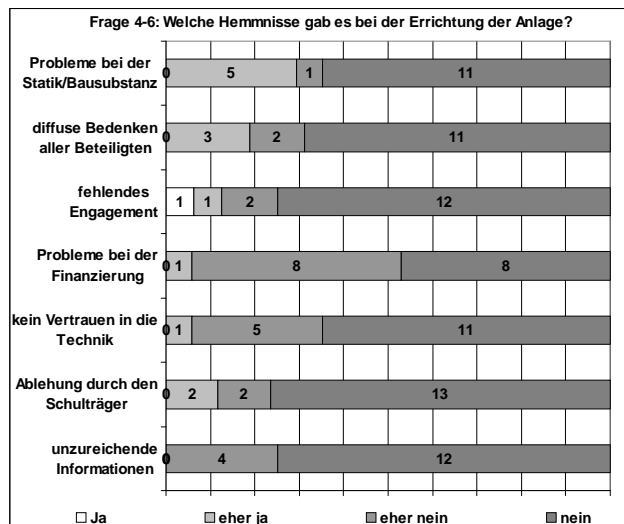 Frage 4-6: Welche Hemmnisse gab es bei der Errichtung der Anlage?
Probleme bei der
Statik/Bausubstanz
0 5 1 11
diffuse Bedenken
aller Beteiligten
0 3 2 11
fehlendes
Engagement
1 1 2 12
Probleme bei der
Finanzierung
0 1 8 8
kein Vertrauen in die
Technik
0 1 5 11
Ablehung durch den
Schulträger
0 2 2 13
unzureichende
Informationen
0 4 12
Ja eher ja eher nein nein